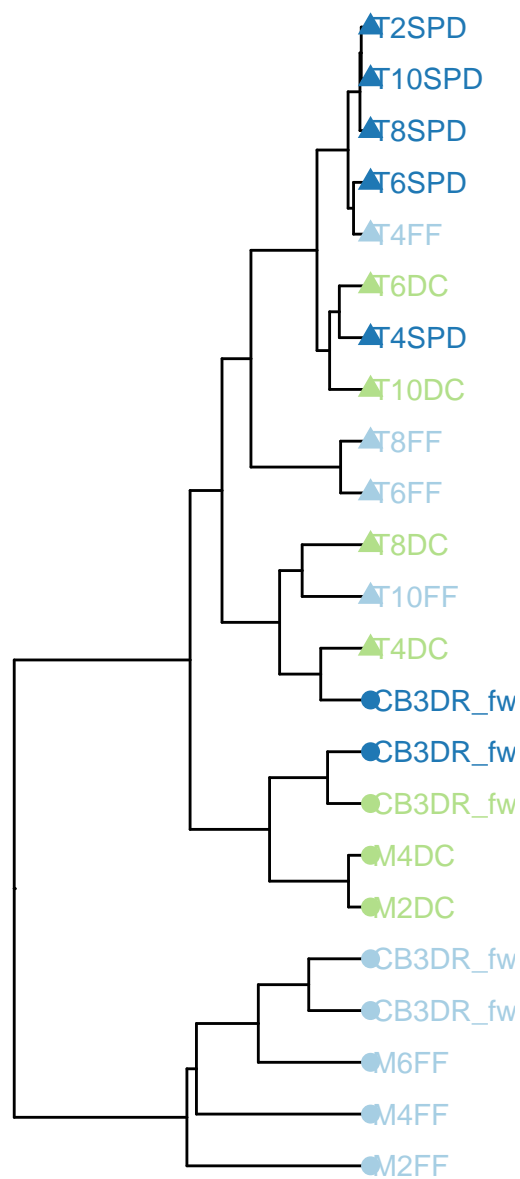 T2SPD
T10SPD
T8SPD
T6SPD
T4FF
T6DC
T4SPD
T10DC
T8FF
T6FF
T8DC
T10FF
T4DC
CB3DR_fw
CB3DR_fw
CB3DR_fw
M4DC
M2DC
CB3DR_fw
CB3DR_fw
M6FF
M4FF
M2FF